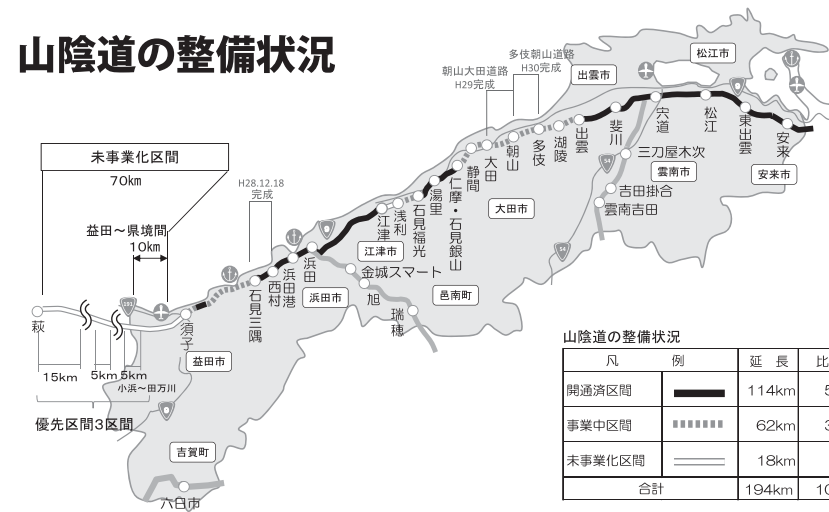 山陰道の整備状況
多伎朝山道路
H30完成
朝山大田道路
H29完成
出雲市
松江市
未事業化区間
70km
H28.12.18
完成
益田～県境間
10km
安来
東出雲
松江
宍道
斐川
出雲
湖陵
多伎
朝山
大田
静間
仁摩・石見銀山
湯里
石見福光
浅利
江津
浜田
浜田港
西村
石見三隅
須子
萩
三刀屋木次
雲南市
安来市
吉田掛合
雲南吉田
54
54
大田市
江津市
金城スマート
旭
瑞穂
浜田市
邑南町
191
9
9
9
益田市
15km
5km
5km
小浜～田万川
優先区間3区間
吉賀町
六日市
山陰道の整備状況
凡 例 延 長 比
開通済区間 114km 5
事業中区間 62km 3
未事業化区間 18km
合計 194km 10